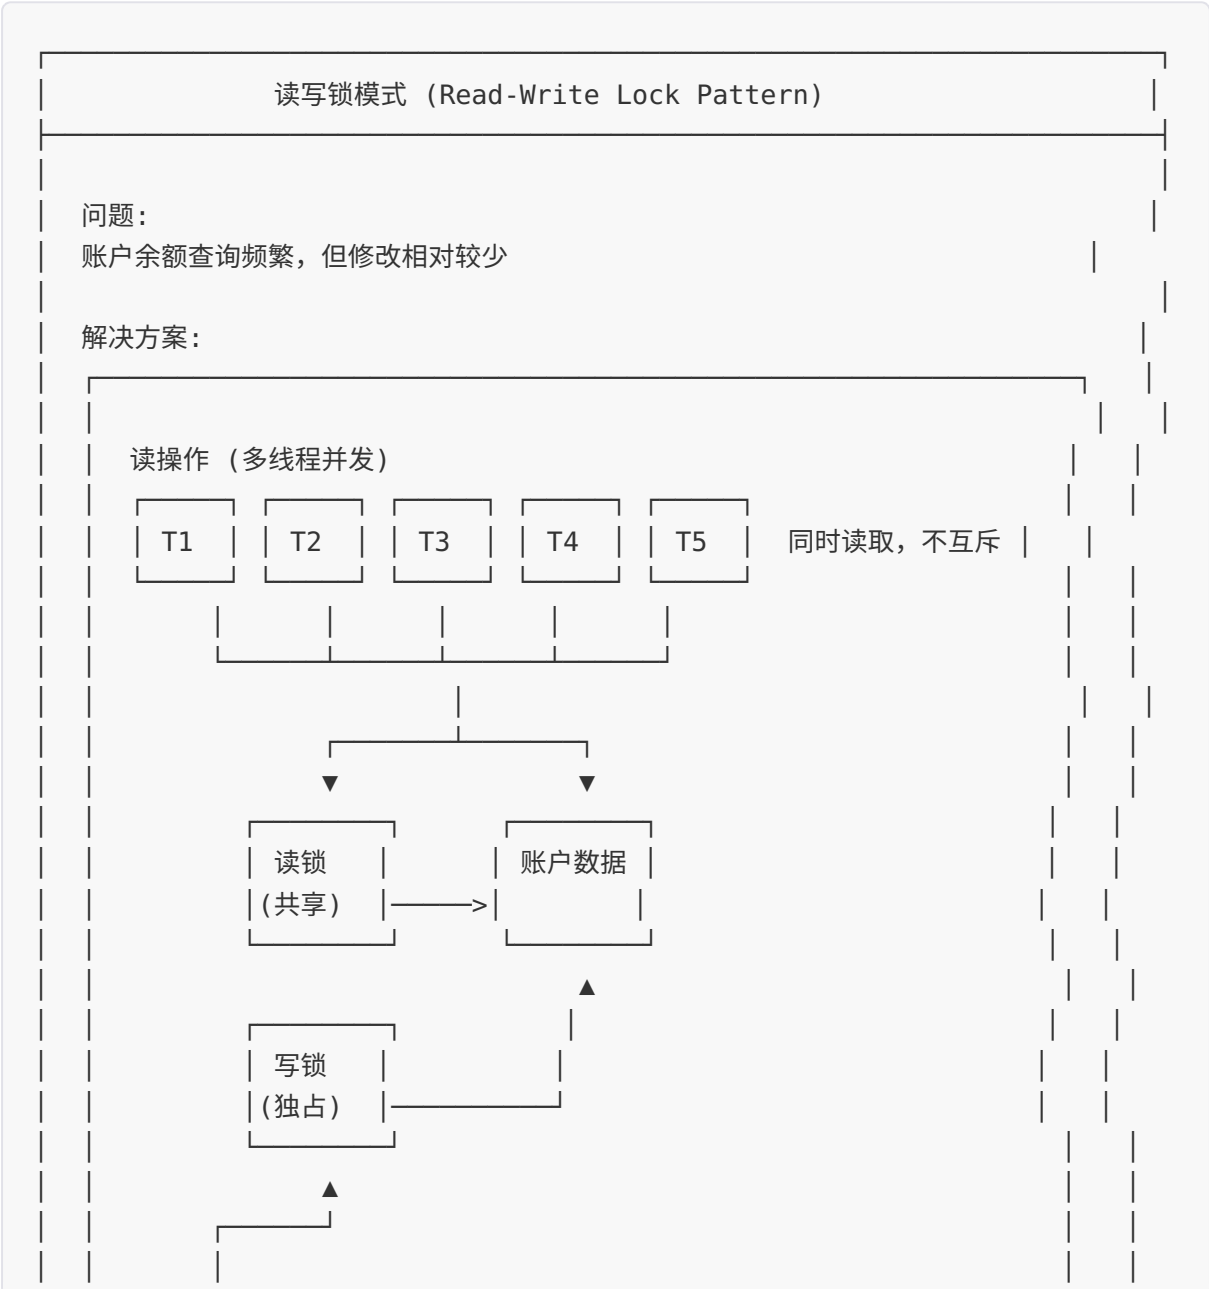 读写锁模式 (Read-Write Lock Pattern)
问题:
账户余额查询频繁，但修改相对较少
解决方案:
读操作 (多线程并发)
T1 T2 T3 T4 T5 同时读取，不互斥
读锁 账户数据
(共享)
写锁
(独占)